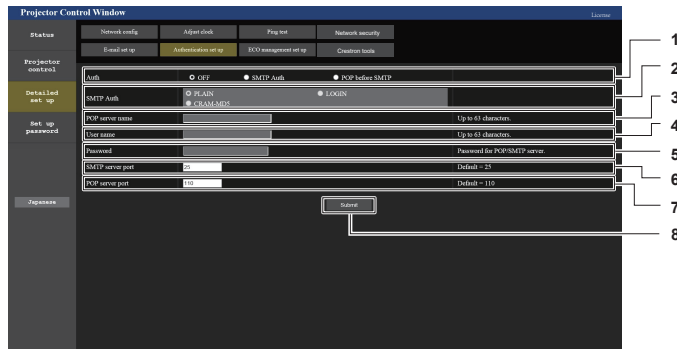 Projector Control Window
License
Status
Network config
Adjust clock
Ping test
Network security
E-mail set up
Authentication set up
ECO management set up
Crestron tools
Projector
control
Detailed
set up
Set up
password
Japanese
Auth
OFF
SMTP Auth
POP before SMTP
1
SMTP Auth
PLAIN
LOGIN
CRAM-MD5
2
POP server name
Up to 63 characters.
3
User name
Up to 63 characters.
4
Password
Password for POP/SMTP server.
5
SMTP server port
25
Default = 25
6
POP server port
110
Default = 110
7
Submit
8